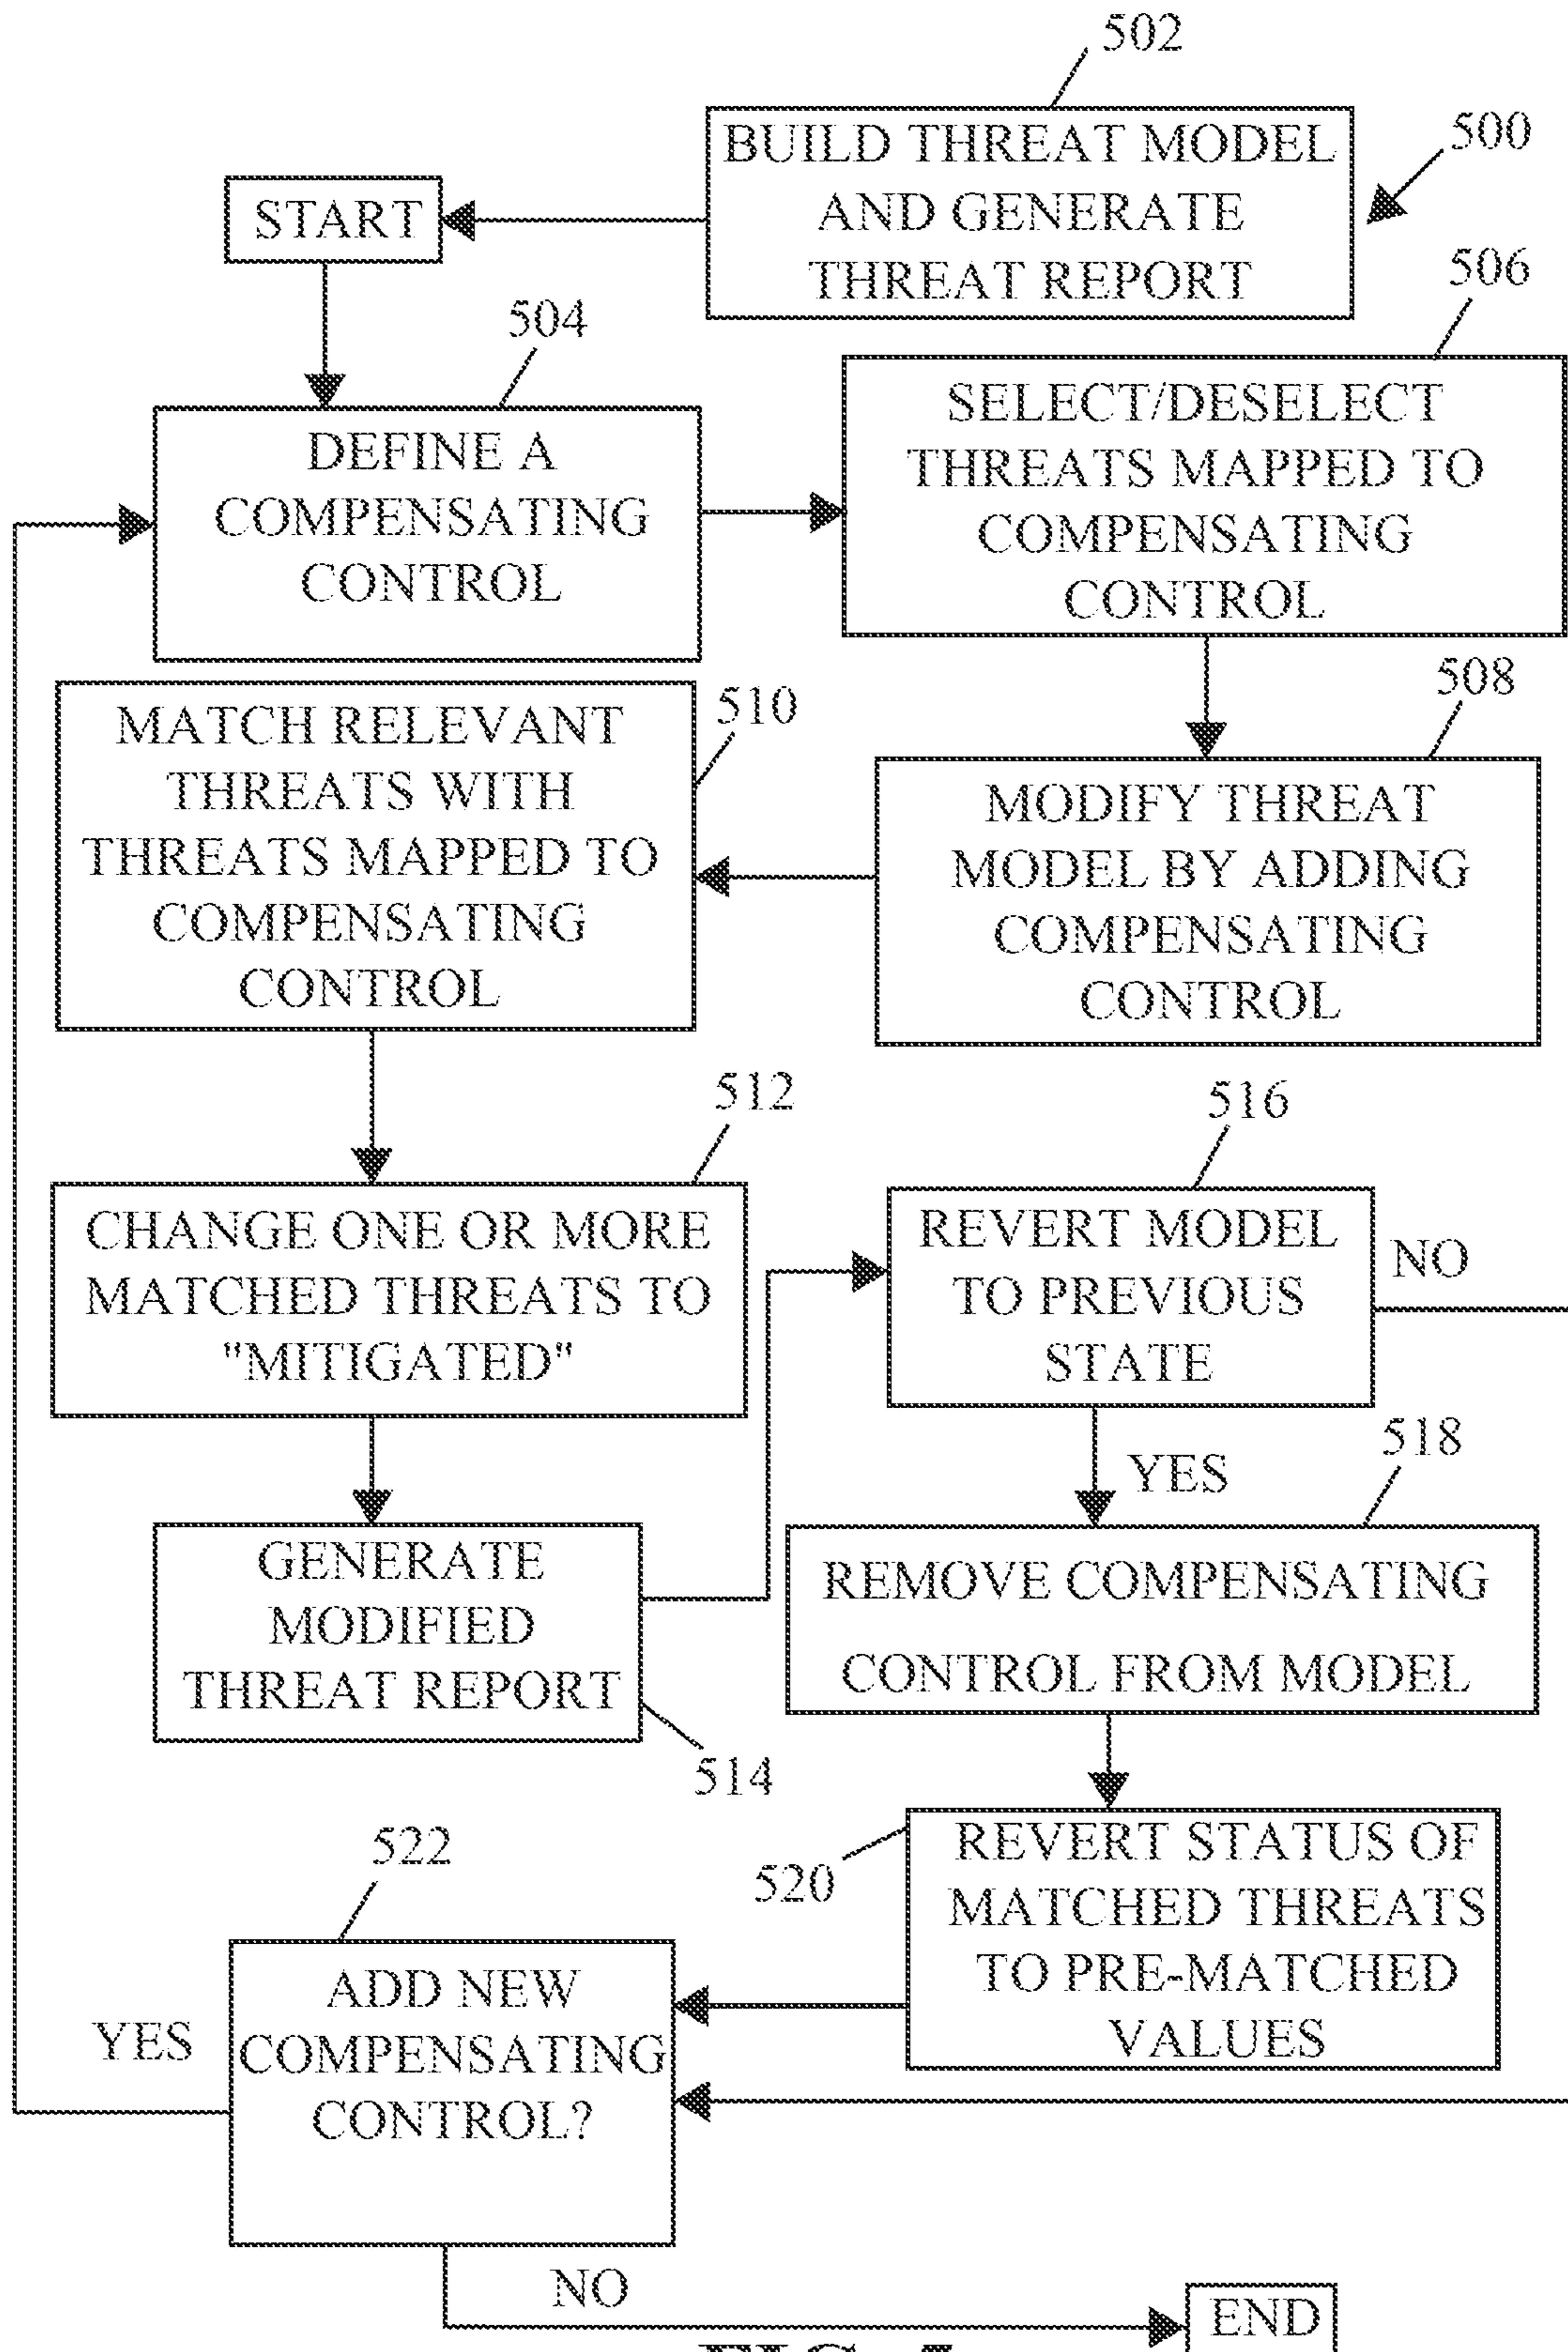 502
BUILD THREAT MODEL
AND GENERATE
THREAT REPORT
500
START
504
DEFINE A
COMPENSATING
CONTROL
506
SELECT/DESELECT
THREATS MAPPED TO
COMPENSATING
CONTROL
508
MODIFY THREAT
MODEL BY ADDING
COMPENSATING
CONTROL
510
MATCH RELEVANT
THREATS WITH
THREATS MAPPED TO
COMPENSATING
CONTROL
512
CHANGE ONE OR MORE
MATCHED THREATS TO
"MITIGATED"
GENERATE
MODIFIED
THREAT REPORT
514
516
REVERT MODEL
TO PREVIOUS
STATE
NO
YES
518
REMOVE COMPENSATING
CONTROL FROM MODEL
520
REVERT STATUS OF
MATCHED THREATS
TO PRE-MATCHED
VALUES
522
ADD NEW
COMPENSATING
CONTROL?
YES
NO
END